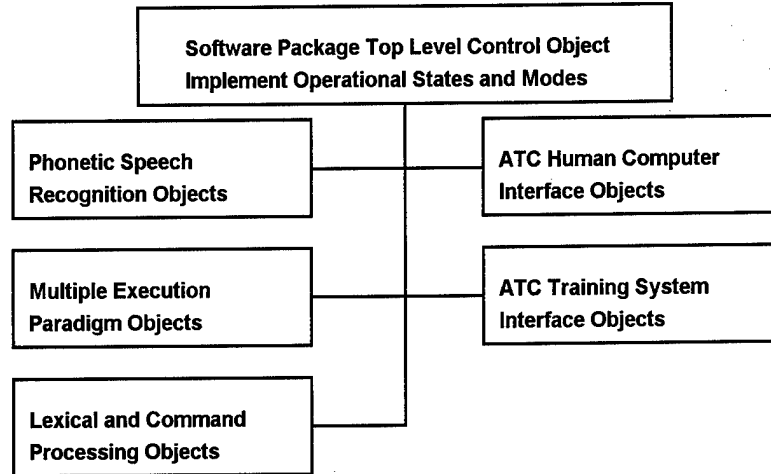 Software Package Top Level Control Object
Implement Operational States and Modes
Phonetic Speech
Recognition Objects
ATC Human Computer
Interface Objects
Multiple Execution
Paradigm Objects
ATC Training System
Interface Objects
Lexical and Command
Processing Objects